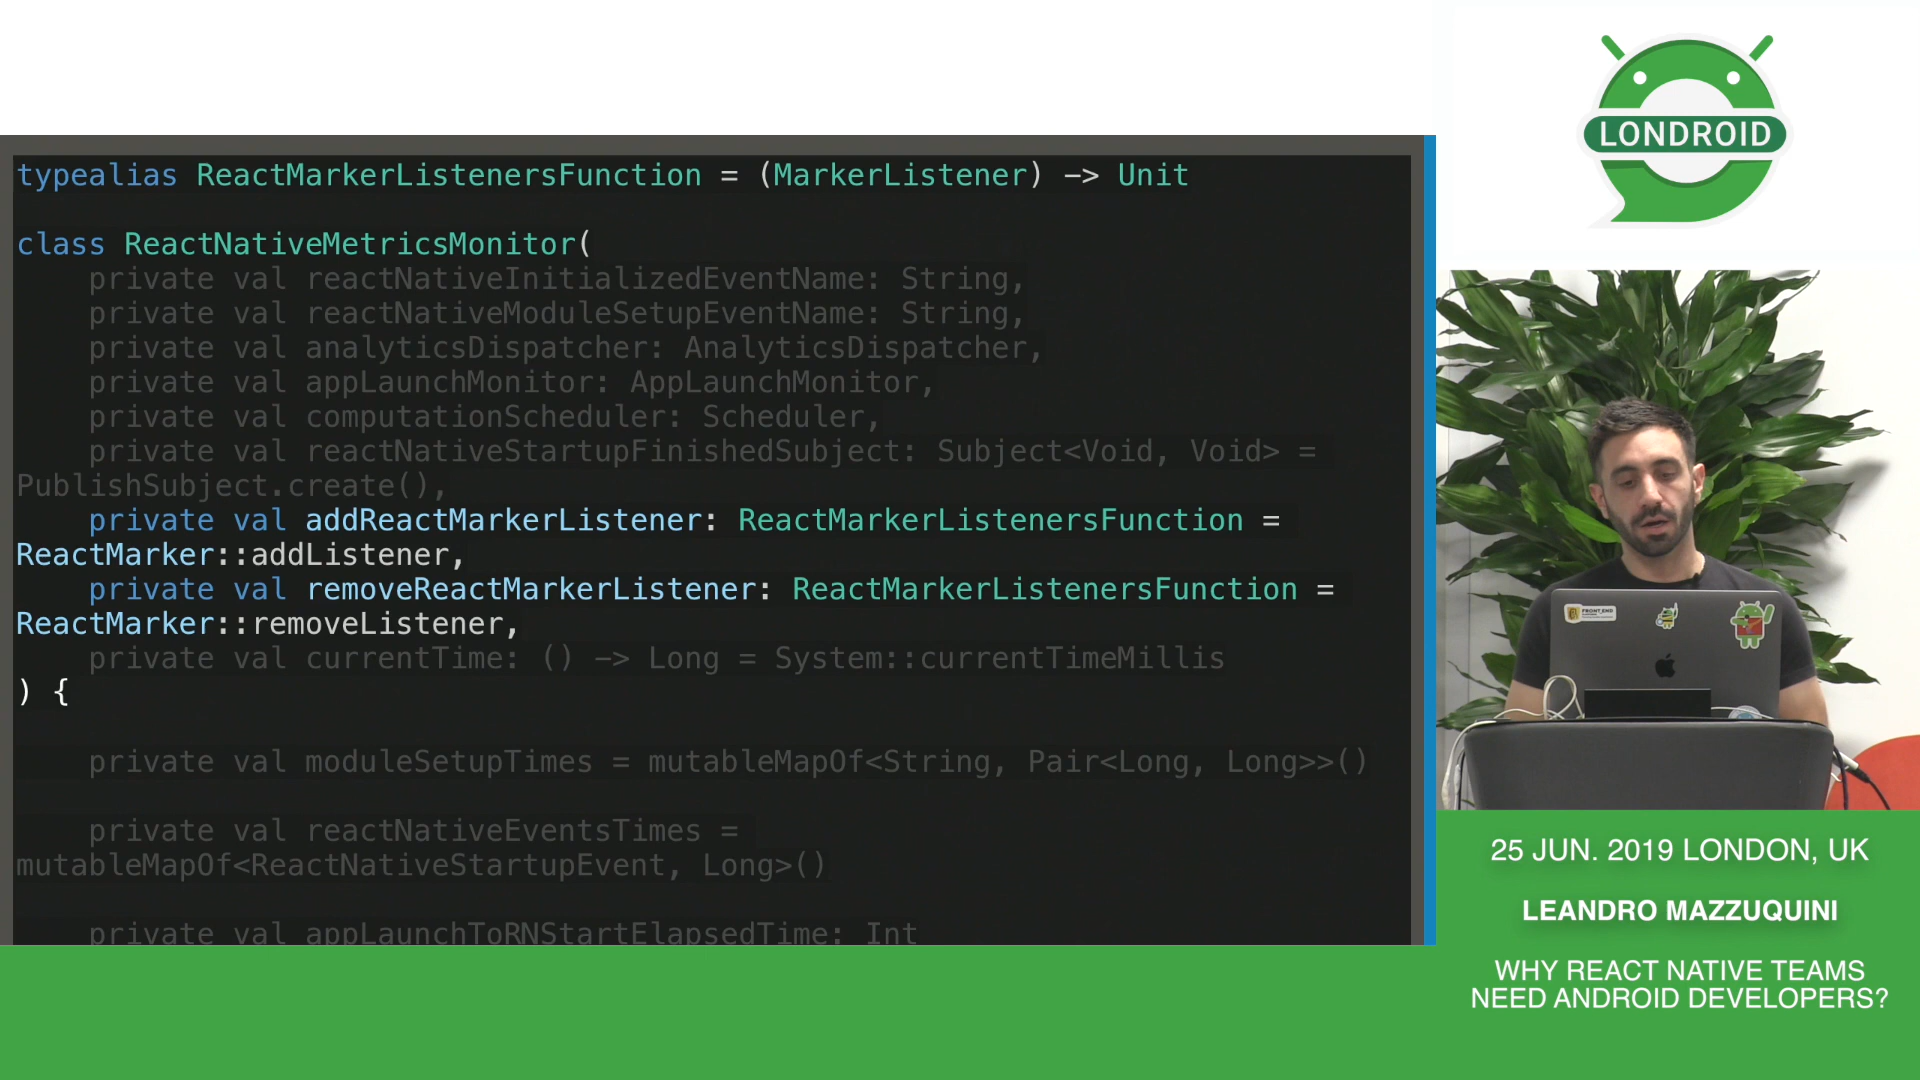 typealias ReactMarkerListenersFunction = (MarkerListener) -> Unit
class ReactNativeMetricsMonitor(
private val reactNativeInitializedEventName: String,
private val reactNativeModuleSetupEventName: String,
private val analyticsDispatcher: AnalyticsDispatcher,
private val appLaunchMonitor: AppLaunchMonitor,
private val computationScheduler: Scheduler,
private val reactNativeStartupFinishedSubject: Subject<Void, Void> =
PublishSubject.create(),
private val addReactMarkerListener: ReactMarkerListenersFunction =
ReactMarker::addListener,
private val removeReactMarkerListener: ReactMarkerListenersFunction =
ReactMarker::removeListener,
private val currentTime: () -> Long = System::currentTimeMillis
) {
private val moduleSetupTimes = mutableMapOf<String, Pair<Long, Long>>()
private val reactNativeEventsTimes =
mutableMapOf<ReactNativeStartupEvent, Long>()
private val appLaunchToRNStartElapsedTime: Int
LONDROID
FRONT END
25 JUN. 2019 LONDON, UK
LEANDRO MAZZUQUINI
WHY REACT NATIVE TEAMS
NEED ANDROID DEVELOPERS?